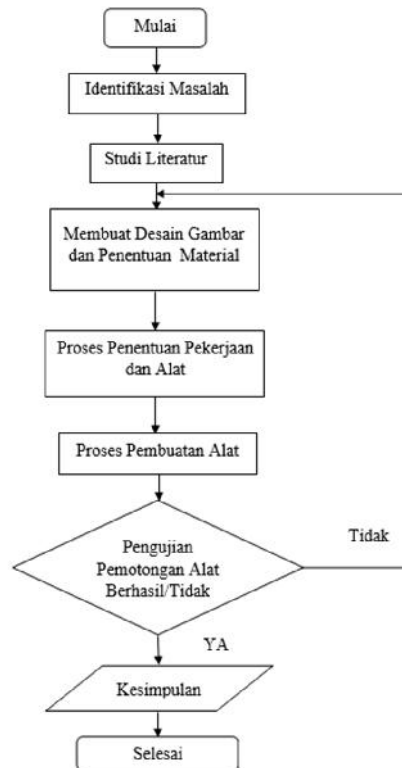 Mulai
Identifikasi Masalah
Studi Literatur
Membuat Desain Gambar
dan Penentuan Material
Proses Penentuan Pekerjaan
dan Alat
Proses Pembuatan Alat
Pengujian
Pemotongan Alat
Berhasil/Tidak
Tidak
YA
Kesimpulan
Selesai